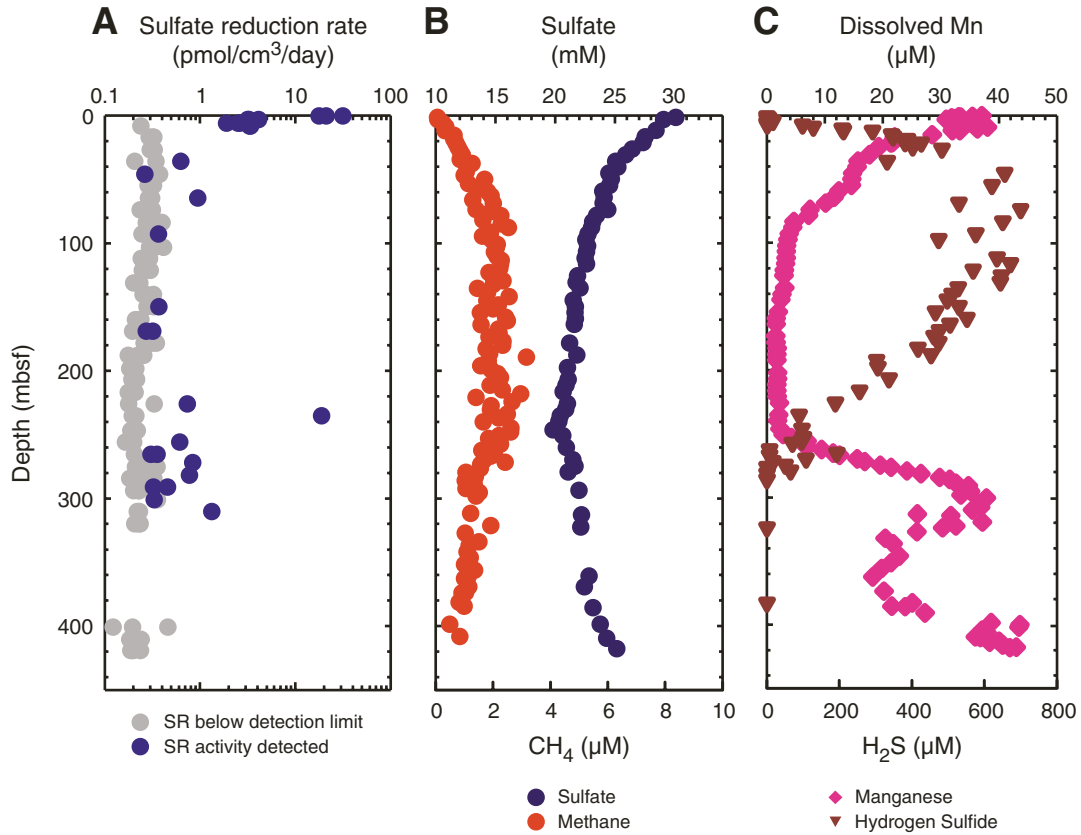 A Sulfate reduction rate
(pmol/cm³/day)
0.1 1 10 100
B Sulfate
(mM)
10 15 20 25 30
C Dissolved Mn
(µM)
0 10 20 30 40 50
Depth (mbsf)
0
100
200
300
400
SR below detection limit
SR activity detected
0 2 4 6 8 10
CH₄ (µM)
Sulfate
Methane
0 200 400 600 800
H₂S (µM)
Manganese
Hydrogen Sulfide